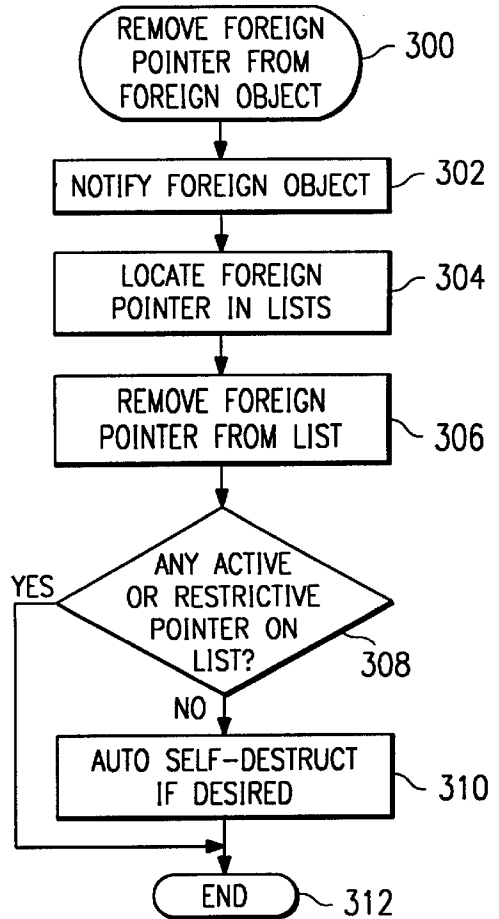 REMOVE FOREIGN
POINTER FROM
FOREIGN OBJECT
300
NOTIFY FOREIGN OBJECT
302
LOCATE FOREIGN
POINTER IN LISTS
304
REMOVE FOREIGN
POINTER FROM LIST
306
ANY ACTIVE
OR RESTRICTIVE
POINTER ON
LIST?
308
YES
NO
AUTO SELF-DESTRUCT
IF DESIRED
310
END
312